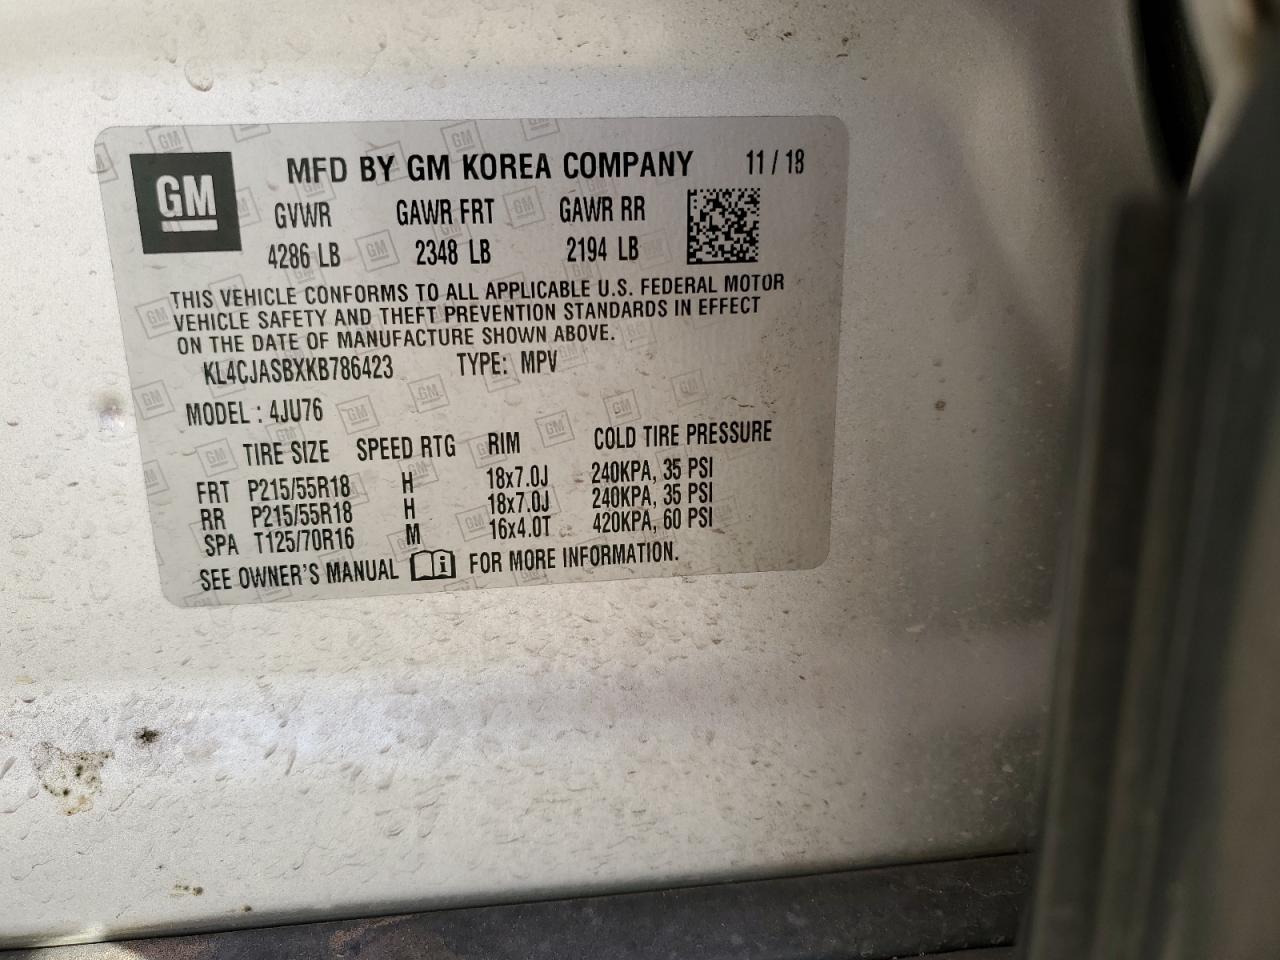 GM
MFD BY GM KOREA COMPANY 11 / 18
GVWR GAWR FRT GAWR RR
4286 LB 2348 LB 2194 LB
THIS VEHICLE CONFORMS TO ALL APPLICABLE U.S. FEDERAL MOTOR
VEHICLE SAFETY AND THEFT PREVENTION STANDARDS IN EFFECT
ON THE DATE OF MANUFACTURE SHOWN ABOVE.
KL4CJASBXKB786423 TYPE: MPV
MODEL : 4JU76
TIRE SIZE SPEED RTG RIM COLD TIRE PRESSURE
FRT P215/55R18 H 18x7.0J 240KPA, 35 PSI
RR P215/55R18 H 18x7.0J 240KPA, 35 PSI
SPA T125/70R16 M 16x4.0T 420KPA, 60 PSI
SEE OWNER'S MANUAL i FOR MORE INFORMATION.